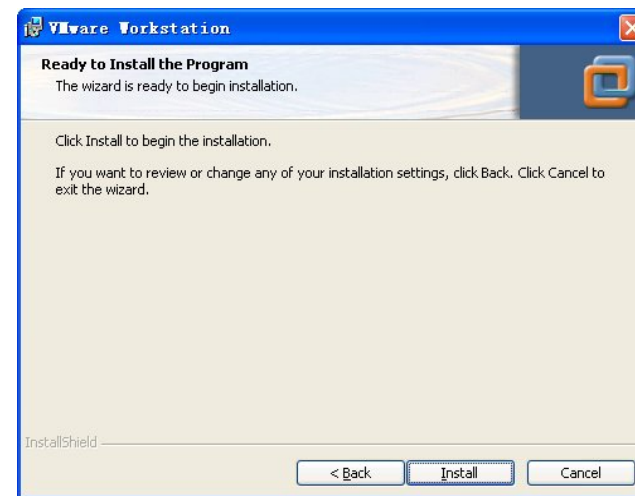 VMware Workstation
Ready to Install the Program
The wizard is ready to begin installation.
Click Install to begin the installation.
If you want to review or change any of your installation settings, click Back. Click Cancel to
exit the wizard.
InstallShield
< Back
Install
Cancel